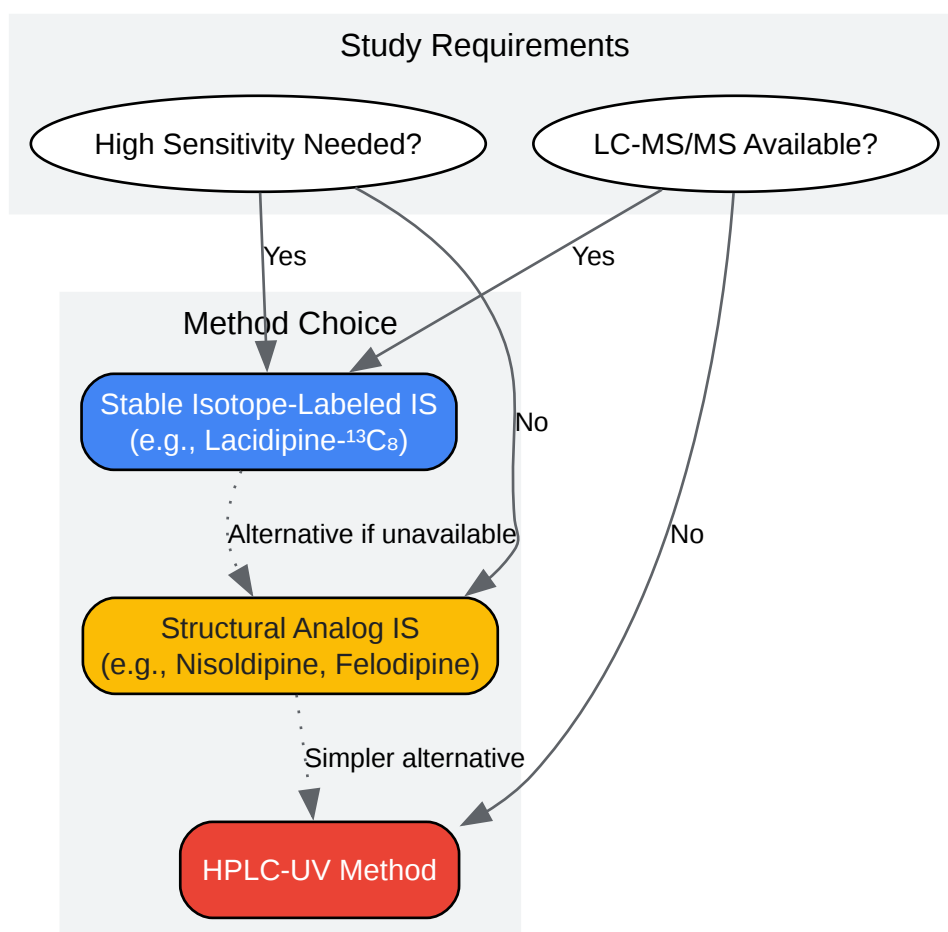 Study Requirements
High Sensitivity Needed?
LC-MS/MS Available?
Yes
Yes
Method Choice
Stable Isotope-Labeled IS
(e.g., Lacidipine-¹³C₈)
No
Alternative if unavailable
No
Structural Analog IS
(e.g., Nisoldipine, Felodipine)
Simpler alternative
HPLC-UV Method